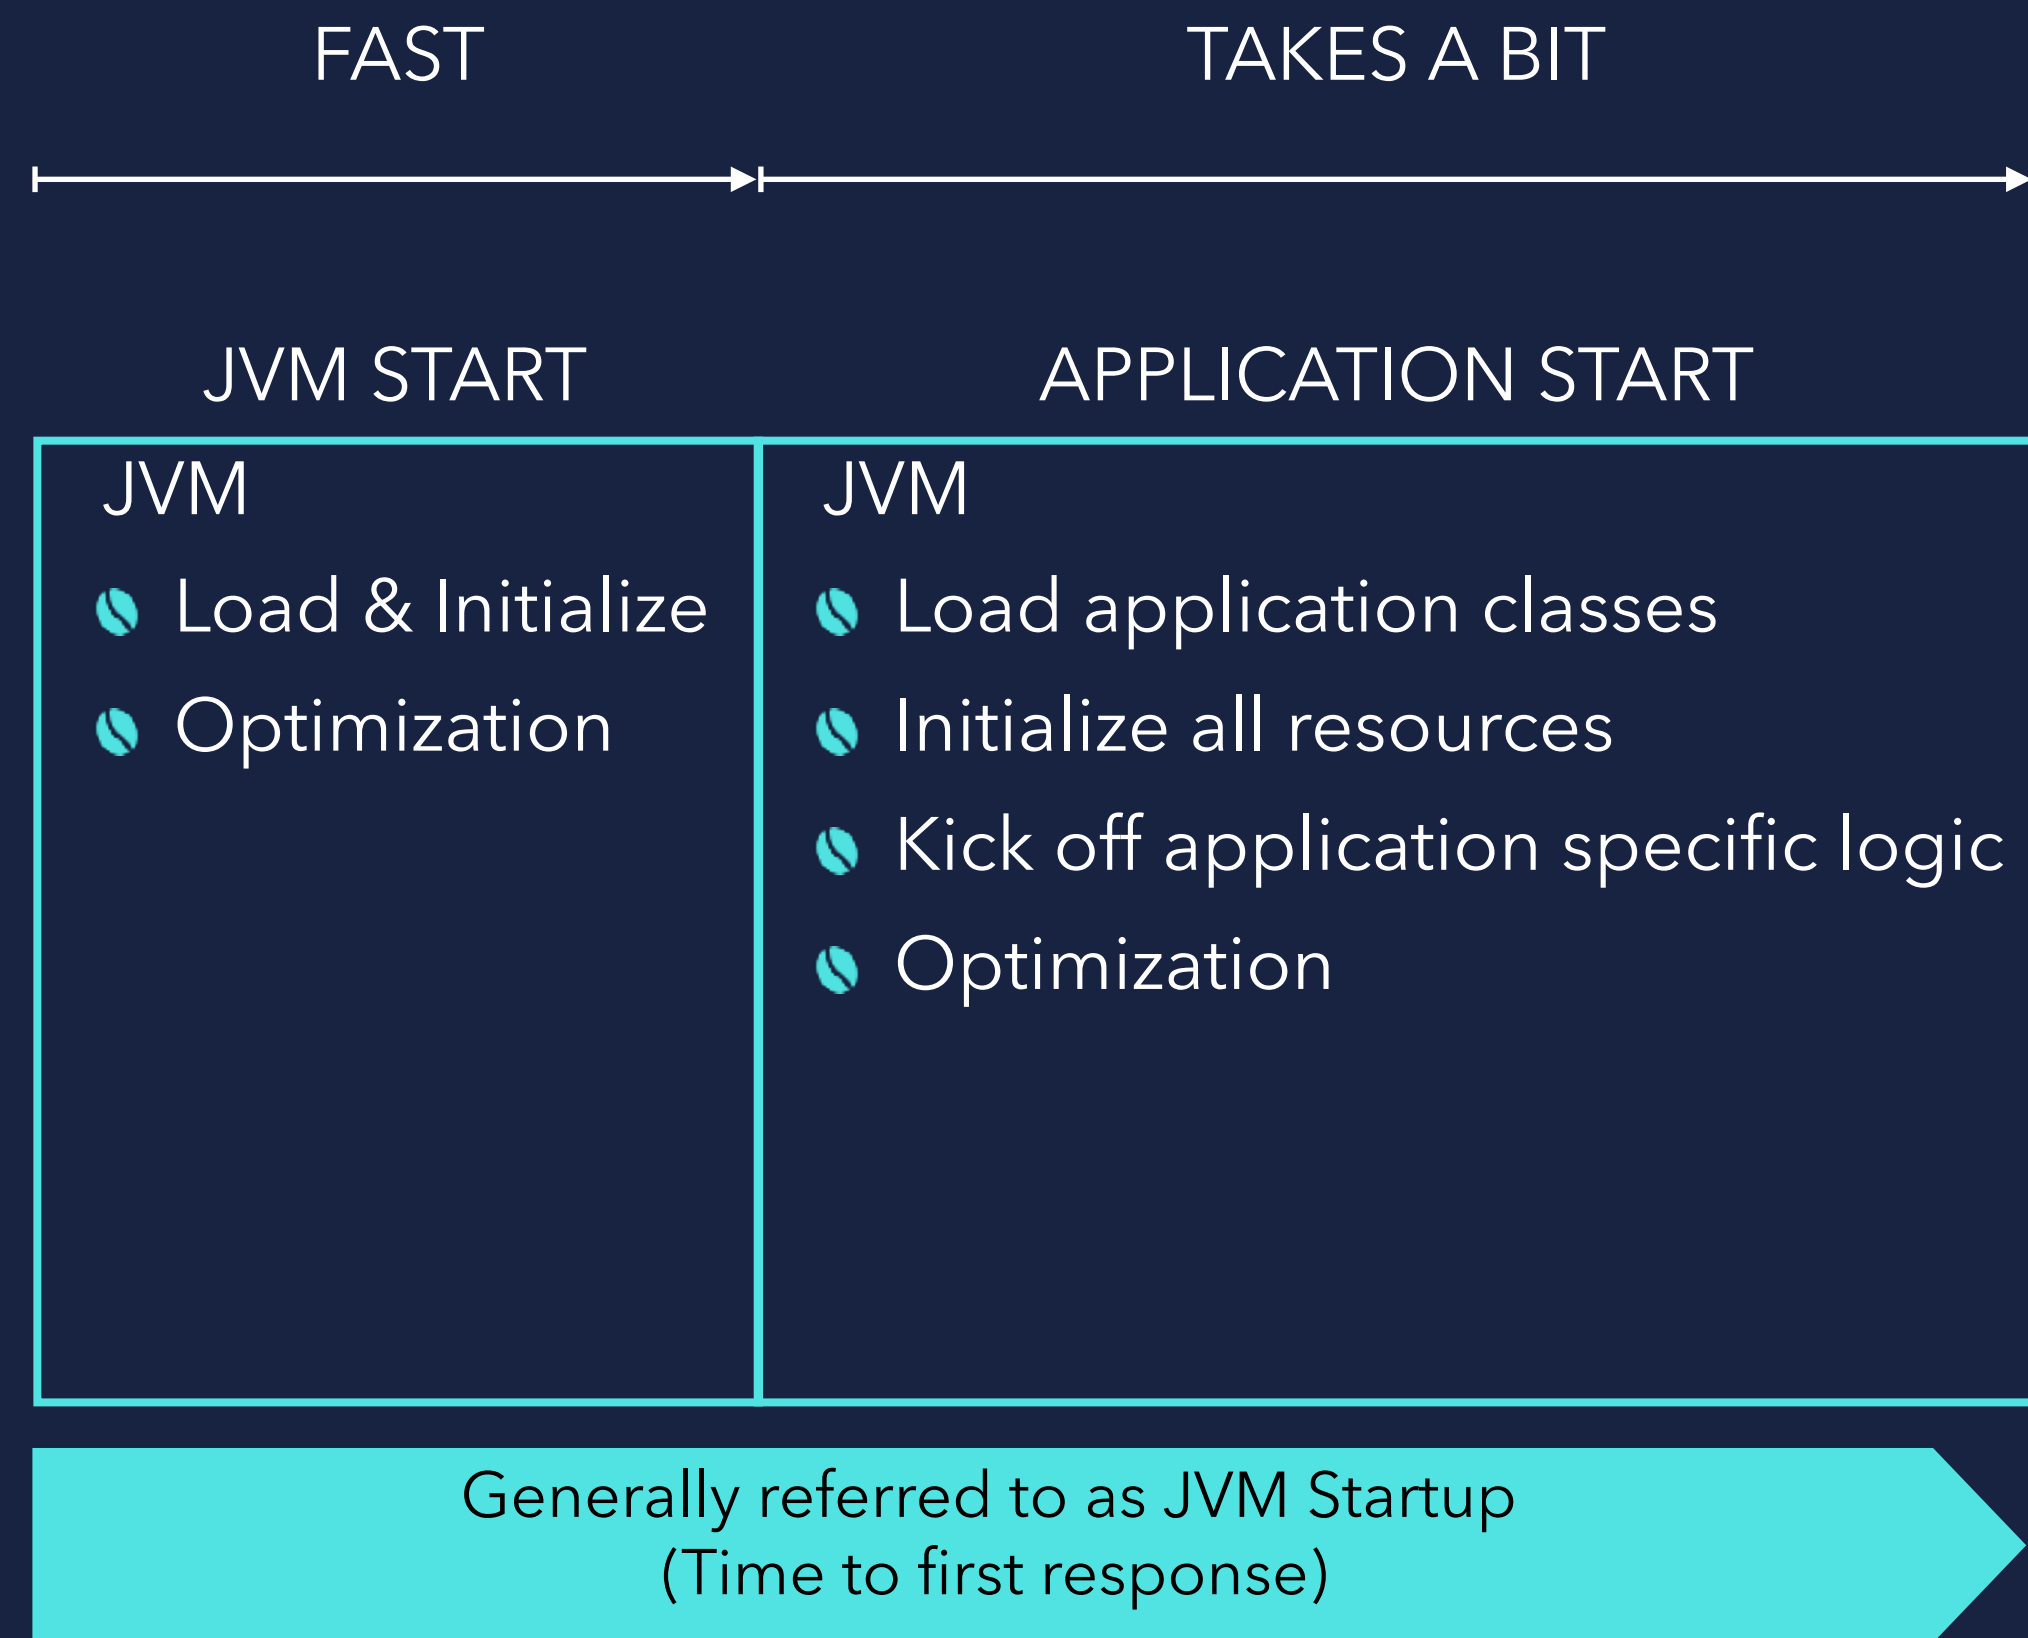 FAST
TAKES A BIT
JVM START
APPLICATION START
JVM
Load & Initialize
Optimization
JVM
Load application classes
Initialize all resources
Kick off application specific logic
Optimization
Generally referred to as JVM Startup
(Time to first response)